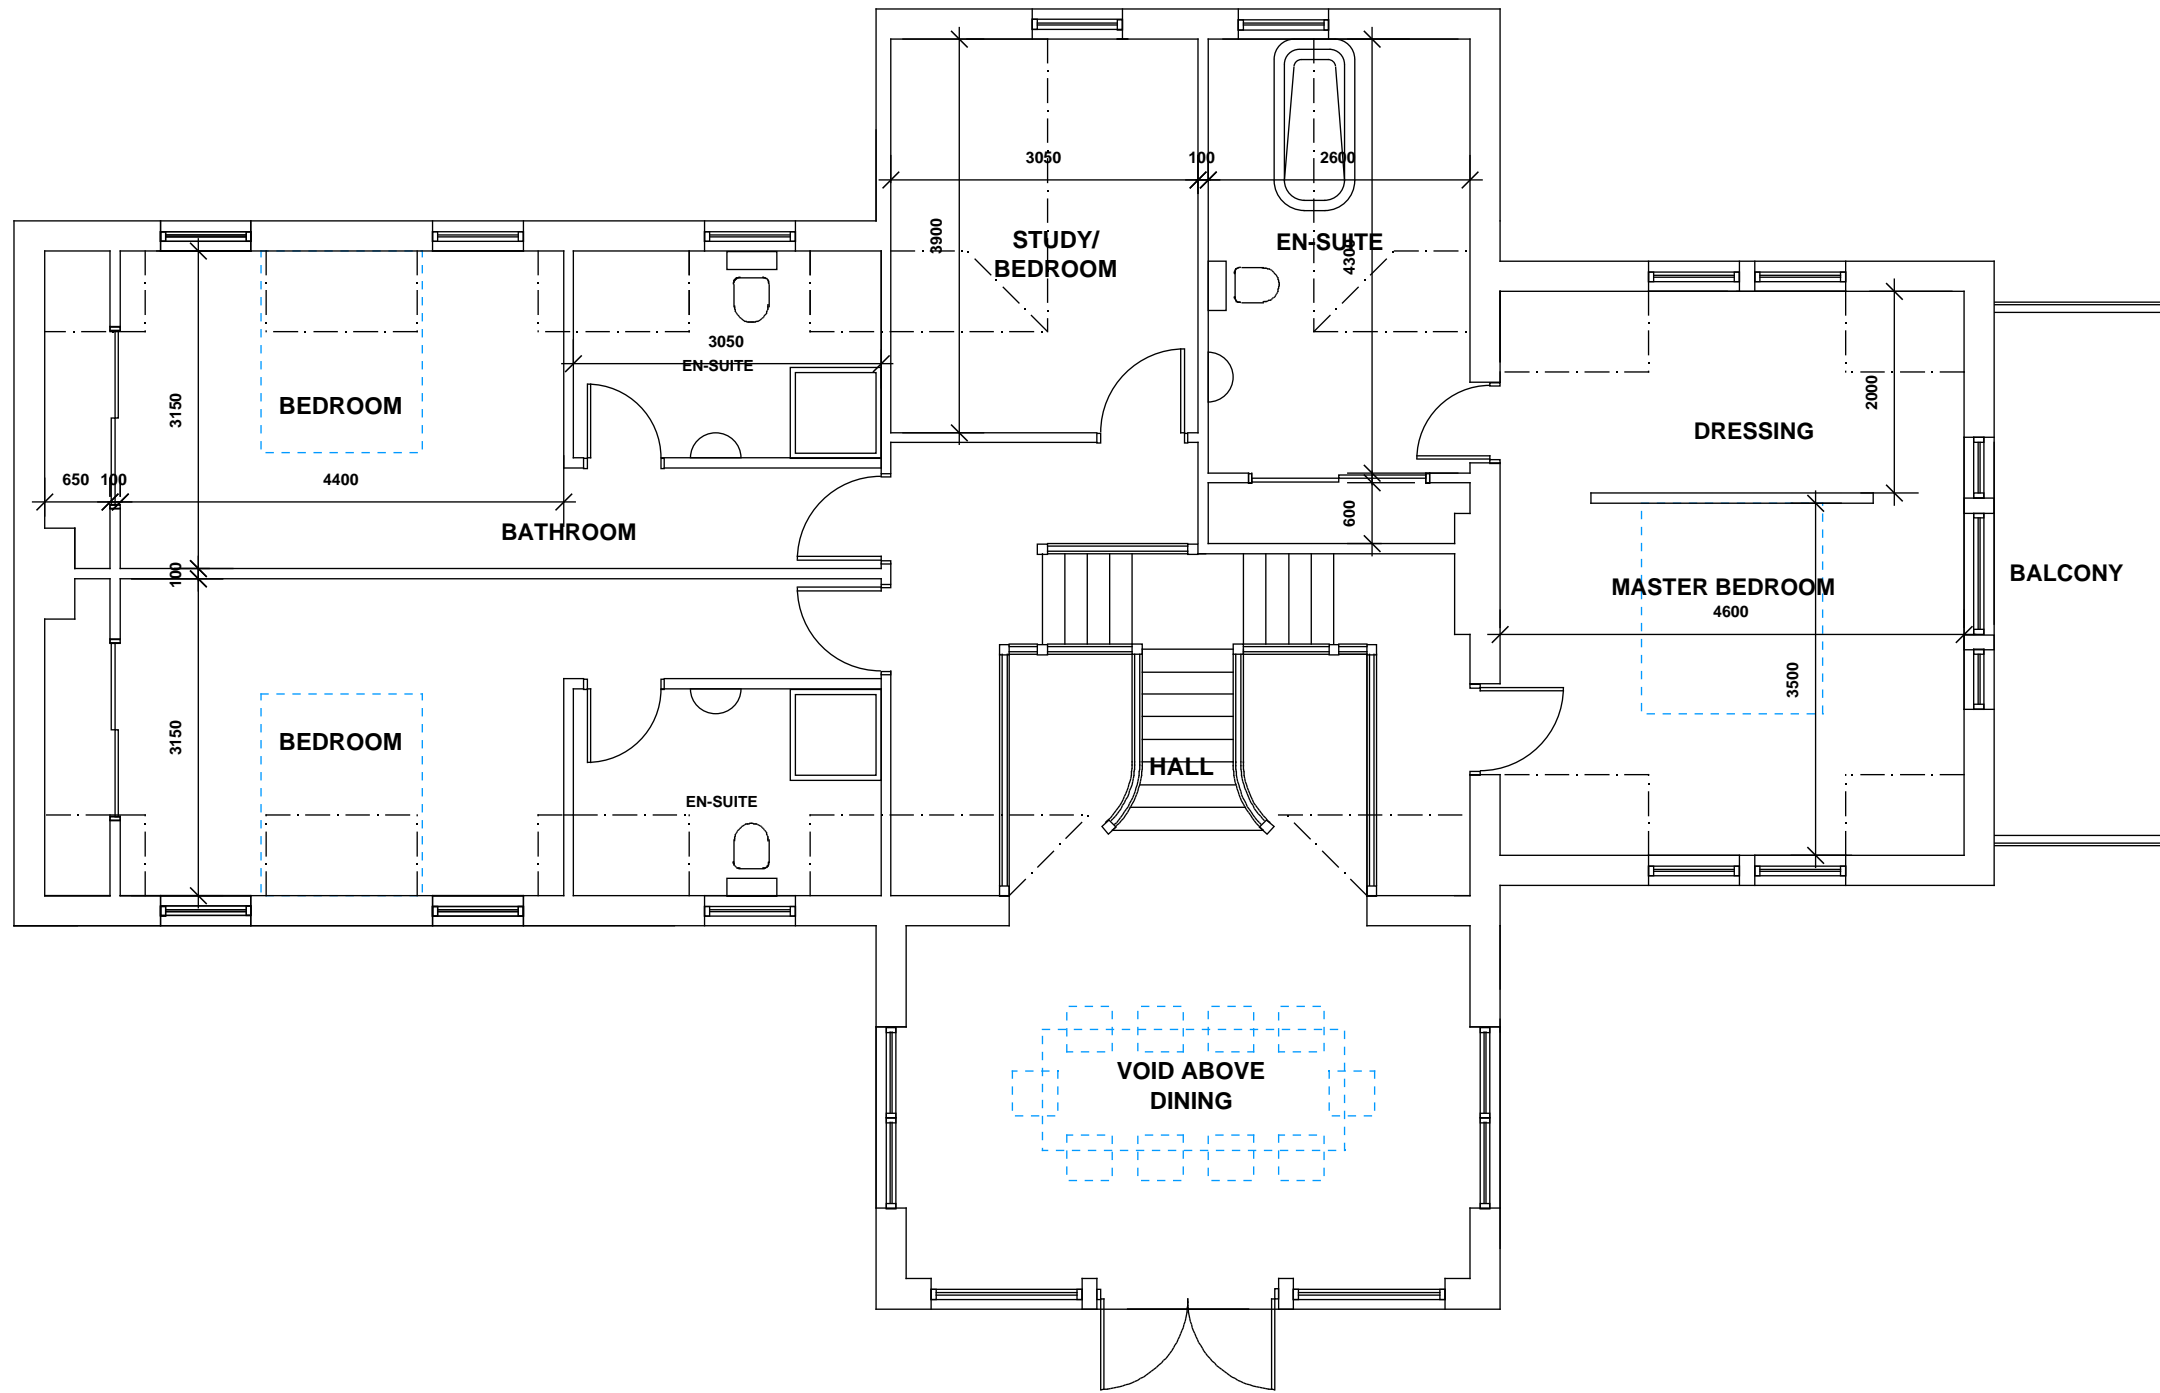 3050
100
2600
3900
STUDY/
BEDROOM
EN-SUITE
4300
3050
EN-SUITE
3150
BEDROOM
2000
DRESSING
650
100
4400
600
BATHROOM
100
MASTER BEDROOM
4600
BALCONY
3500
3150
BEDROOM
HALL
EN-SUITE
VOID ABOVE
DINING